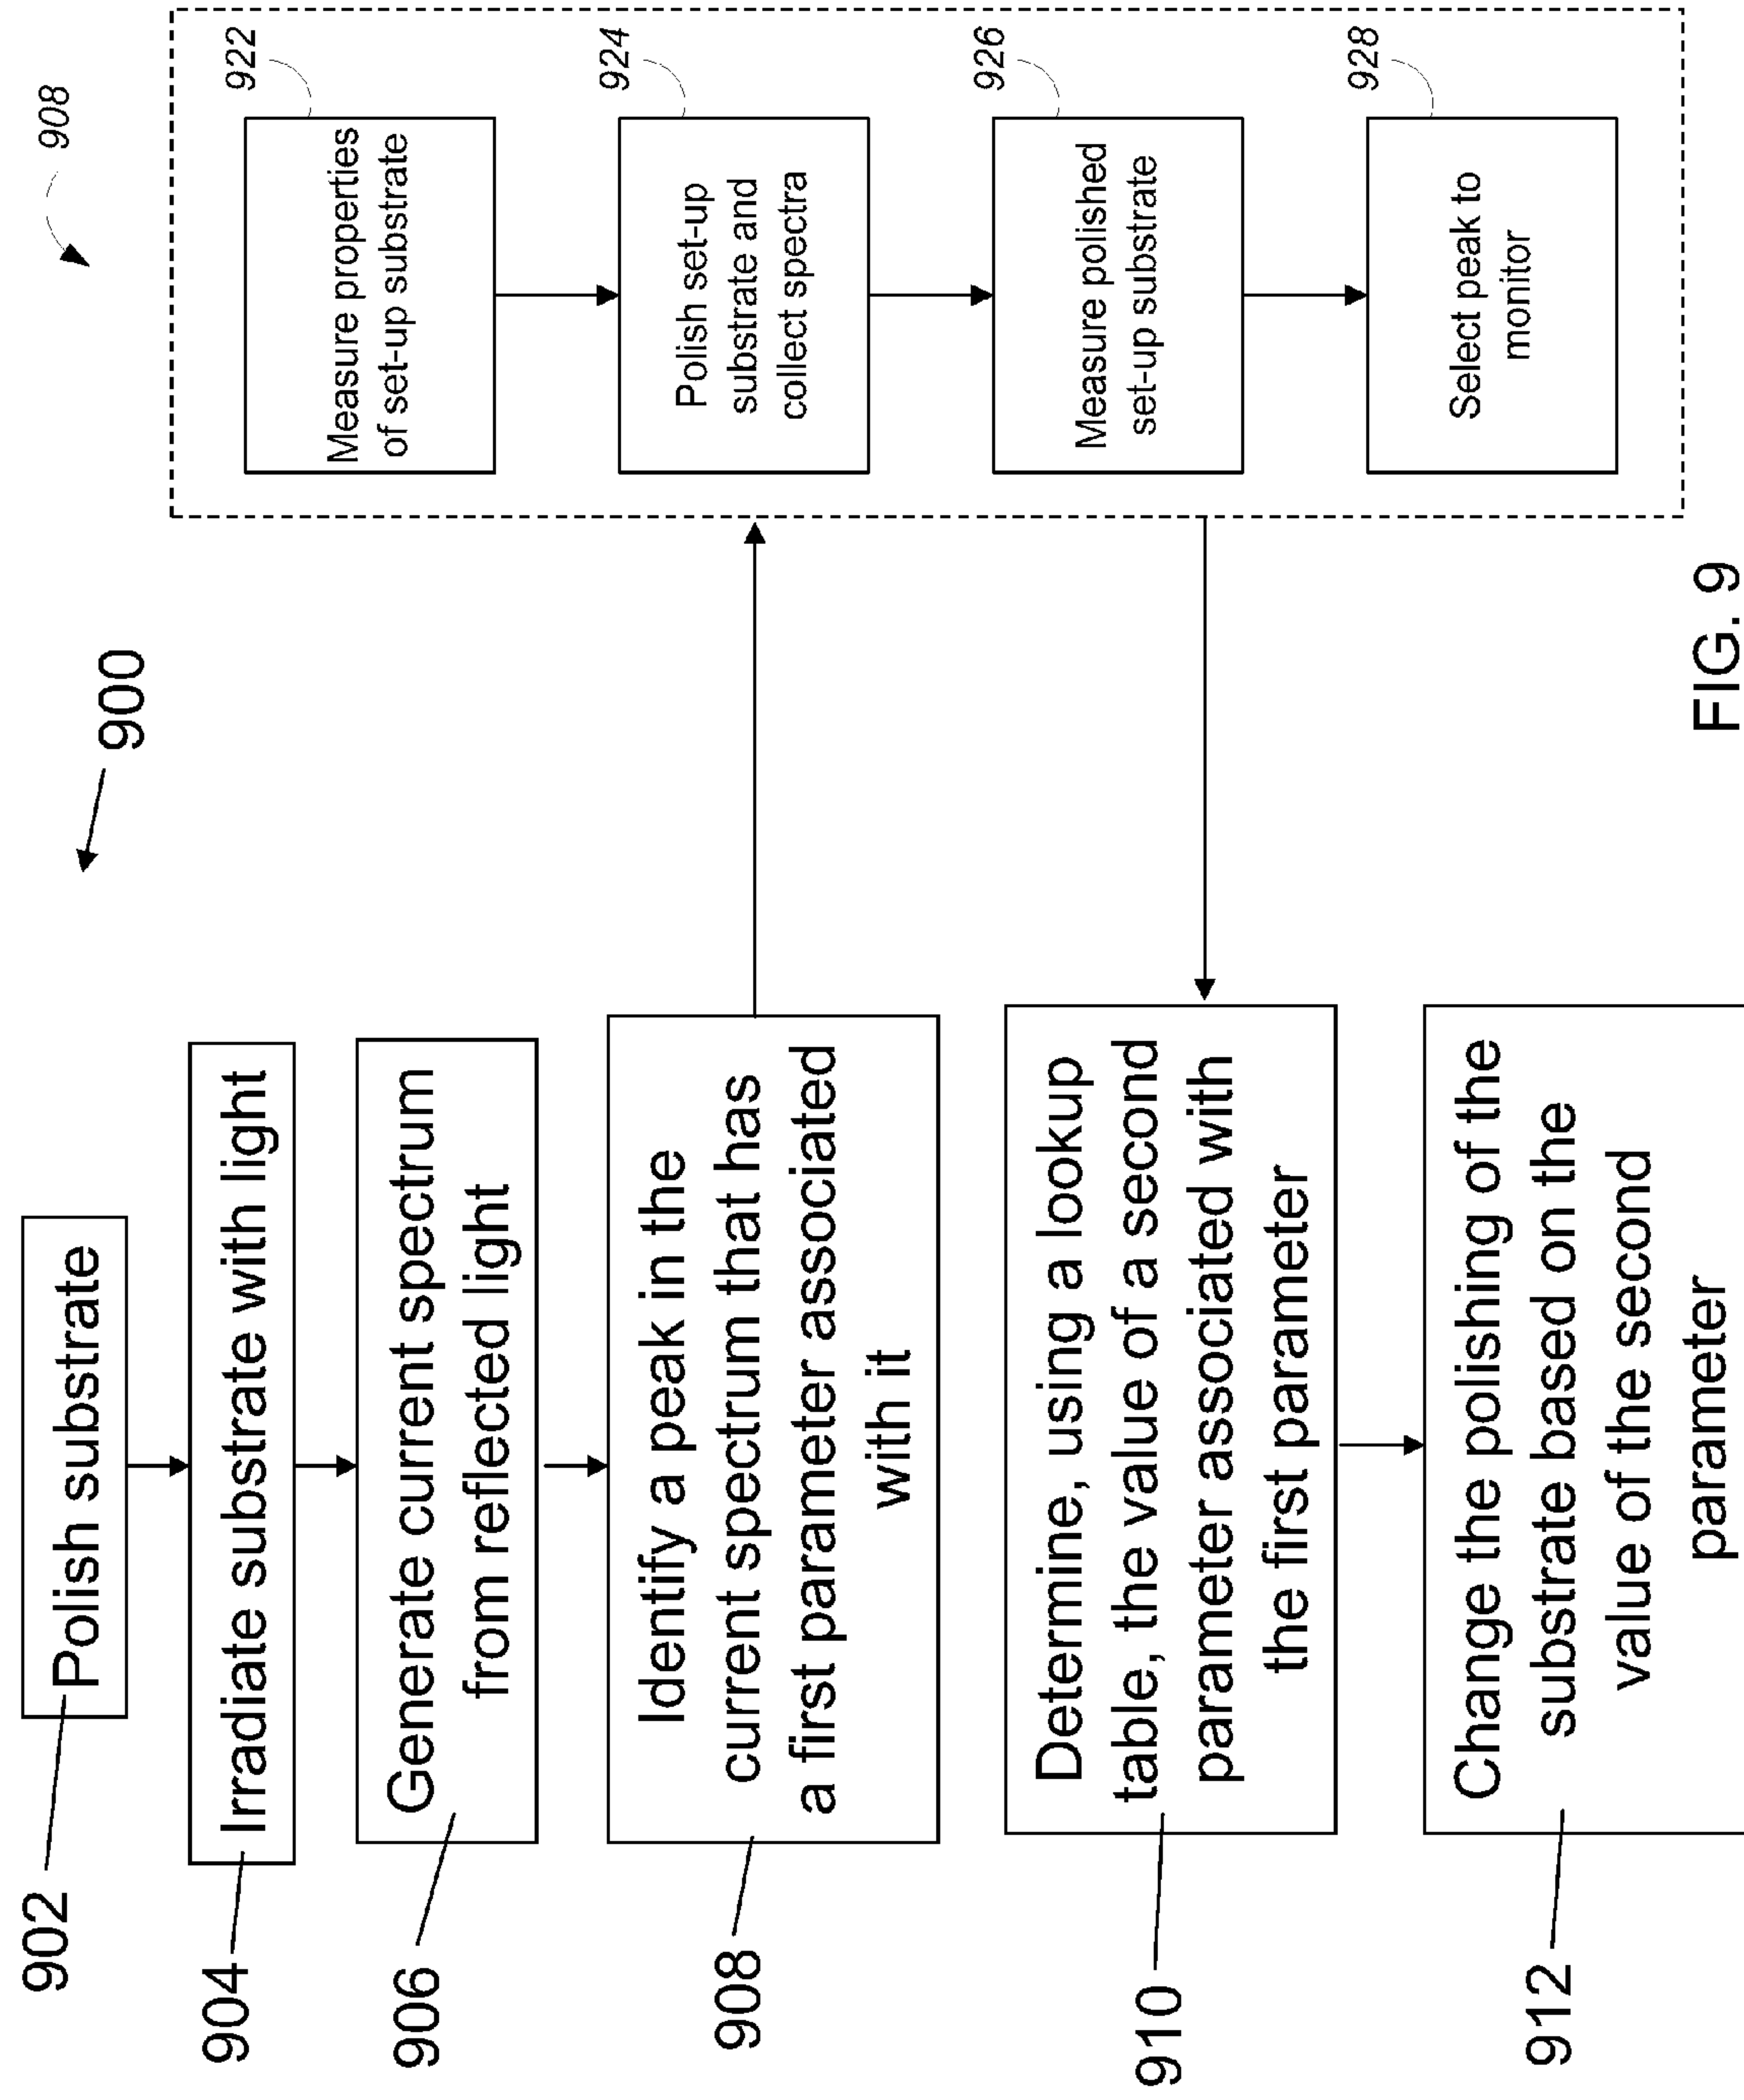 900
902
Polish substrate
904
Irradiate substrate with light
906
Generate current spectrum
from reflected light
908
Identify a peak in the
current spectrum that has
a first parameter associated
with it
910
Determine, using a lookup
table, the value of a second
parameter associated with
the first parameter
912
Change the polishing of the
substrate based on the
value of the second
parameter
908
922
Measure properties
of set-up substrate
924
Polish set-up
substrate and
collect spectra
926
Measure polished
set-up substrate
928
Select peak to
monitor
FIG. 9